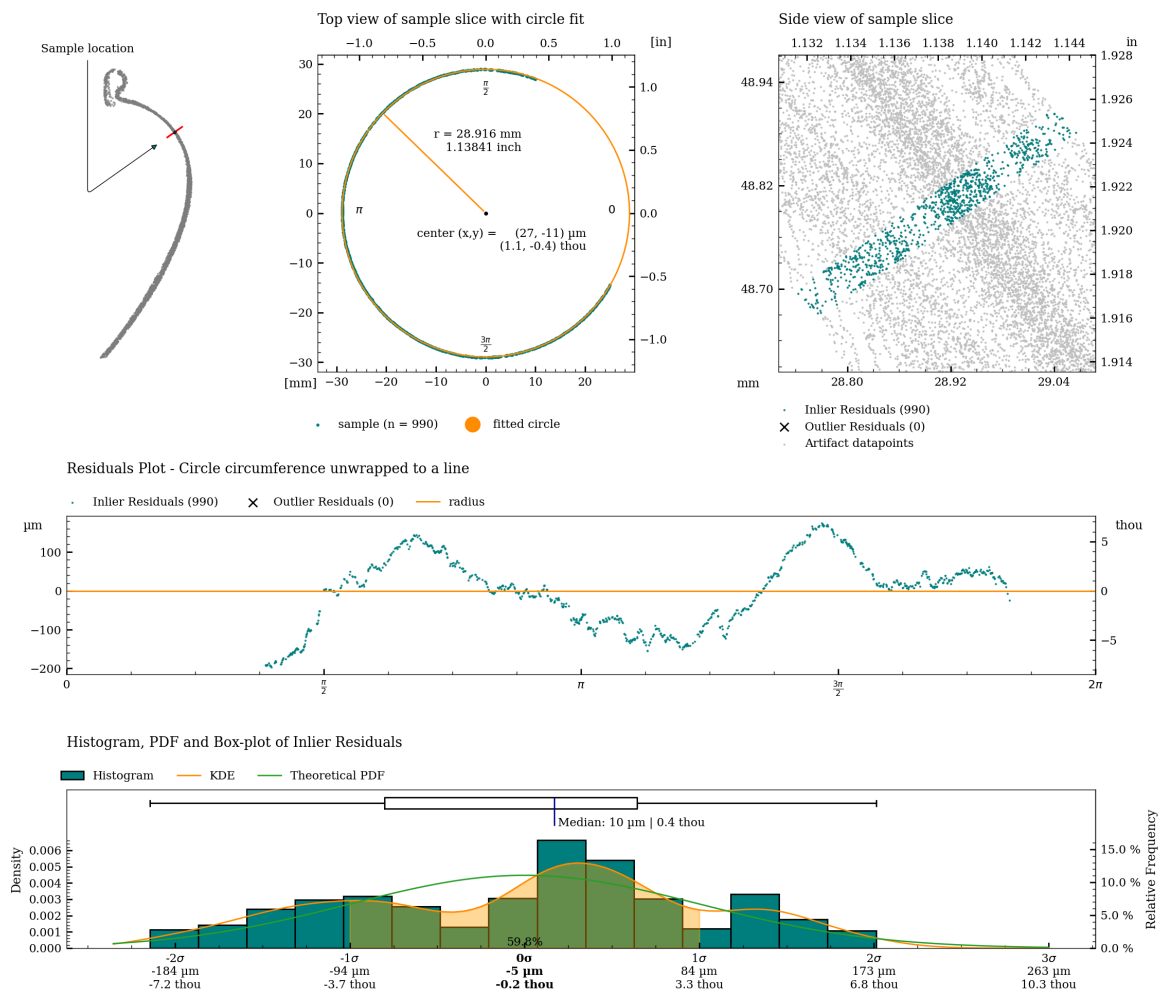 Sample location
Top view of sample slice with circle fit
−1.0 −0.5 0.0 0.5 1.0 [in]
30
20
10
0
−10
−20
−30
1.0
0.5
0.0
−0.5
−1.0
π/2
r = 28.916 mm
1.13841 inch
π
0
center (x,y) = (27, -11) µm
(1.1, -0.4) thou
3π/2
[mm] −30 −20 −10 0 10 20
sample (n = 990) fitted circle
Side view of sample slice
1.132 1.134 1.136 1.138 1.140 1.142 1.144 in
48.94
48.82
48.70
1.928
1.926
1.924
1.922
1.920
1.918
1.916
1.914
mm 28.80 28.92 29.04
Inlier Residuals (990)
Outlier Residuals (0)
Artifact datapoints
Residuals Plot - Circle circumference unwrapped to a line
Inlier Residuals (990) Outlier Residuals (0) radius
µm thou
100
0
−100
−200
5
0
−5
0 π/2 π 3π/2 2π
Histogram, PDF and Box-plot of Inlier Residuals
Histogram KDE Theoretical PDF
Median: 10 µm | 0.4 thou
Density
0.006
0.005
0.004
0.003
0.002
0.001
0.000
15.0 %
10.0 %
5.0 %
0.0 %
Relative Frequency
59.8%
-2σ -1σ 0σ 1σ 2σ 3σ
-184 µm -94 µm -5 µm 84 µm 173 µm 263 µm
-7.2 thou -3.7 thou -0.2 thou 3.3 thou 6.8 thou 10.3 thou